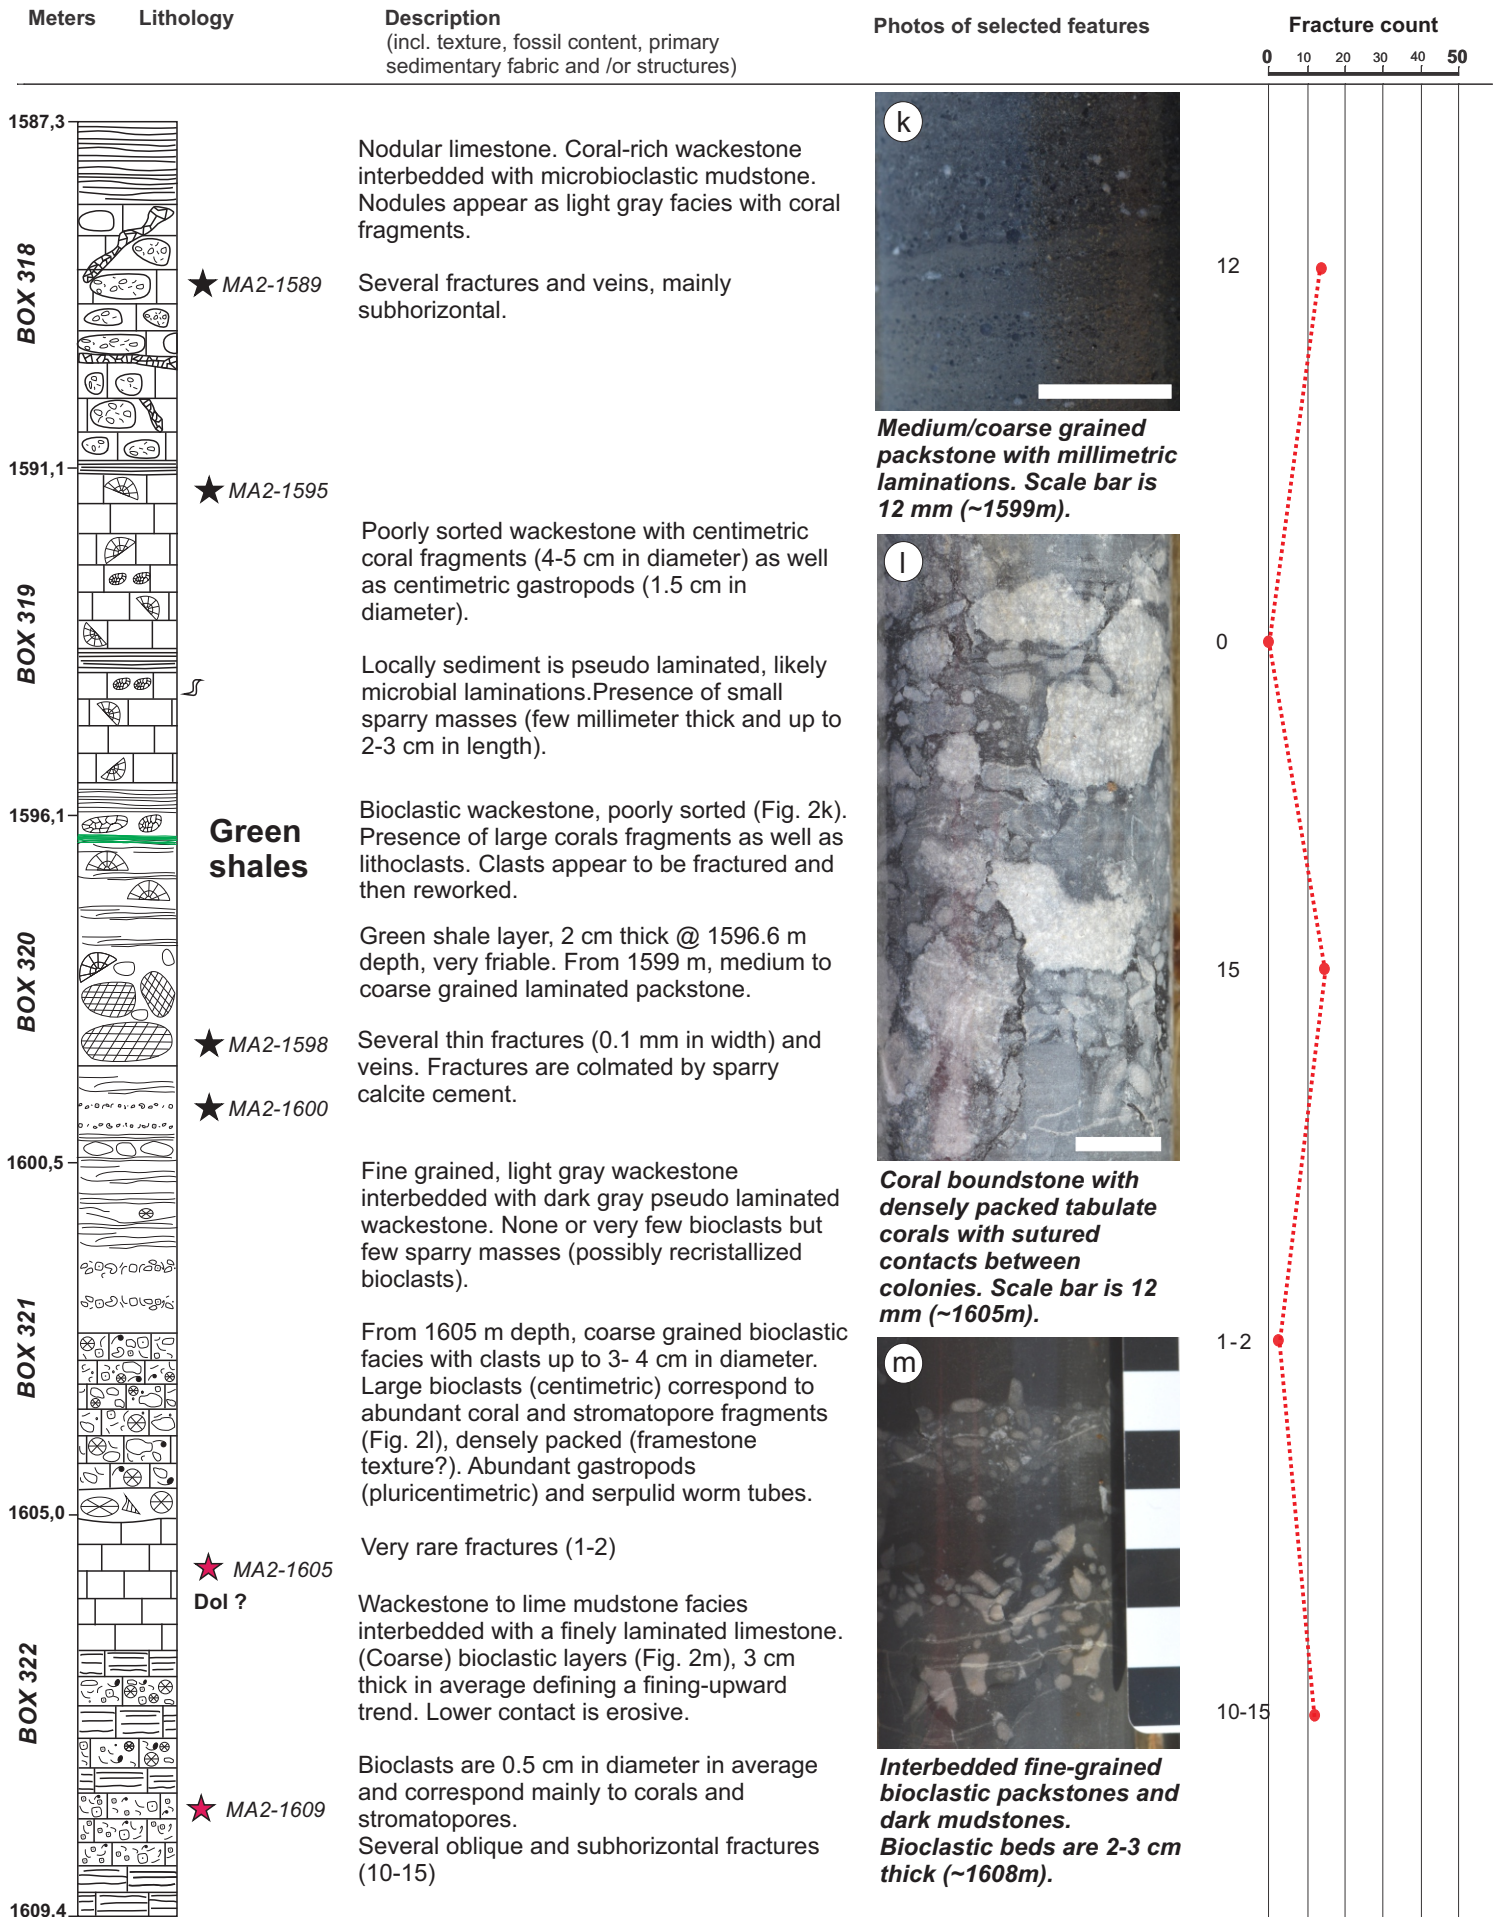 Meters
Lithology
Description
(incl. texture, fossil content, primary
sedimentary fabric and /or structures)
Photos of selected features
Fracture count
0 10 20 30 40 50
1587,3
BOX 318
MA2-1589
Nodular limestone. Coral-rich wackestone
interbedded with microbioclastic mudstone.
Nodules appear as light gray facies with coral
fragments.
Several fractures and veins, mainly
subhorizontal.
k
Medium/coarse grained
packstone with millimetric
laminations. Scale bar is
12 mm (~1599m).
12
1591,1
BOX 319
MA2-1595
Poorly sorted wackestone with centimetric
coral fragments (4-5 cm in diameter) as well
as centimetric gastropods (1.5 cm in
diameter).
Locally sediment is pseudo laminated, likely
microbial laminations.Presence of small
sparry masses (few millimeter thick and up to
2-3 cm in length).
0
1596,1
BOX 320
Green
shales
MA2-1598
MA2-1600
Bioclastic wackestone, poorly sorted (Fig. 2k).
Presence of large corals fragments as well as
lithoclasts. Clasts appear to be fractured and
then reworked.
Green shale layer, 2 cm thick @ 1596.6 m
depth, very friable. From 1599 m, medium to
coarse grained laminated packstone.
Several thin fractures (0.1 mm in width) and
veins. Fractures are colmated by sparry
calcite cement.
l
Coral boundstone with
densely packed tabulate
corals with sutured
contacts between
colonies. Scale bar is 12
mm (~1605m).
15
1600,5
BOX 321
Fine grained, light gray wackestone
interbedded with dark gray pseudo laminated
wackestone. None or very few bioclasts but
few sparry masses (possibly recristallized
bioclasts).
From 1605 m depth, coarse grained bioclastic
facies with clasts up to 3- 4 cm in diameter.
Large bioclasts (centimetric) correspond to
abundant coral and stromatopore fragments
(Fig. 2l), densely packed (framestone
texture?). Abundant gastropods
(pluricentimetric) and serpulid worm tubes.
Very rare fractures (1-2)
1-2
1605,0
BOX 322
MA2-1605
Dol ?
MA2-1609
Wackestone to lime mudstone facies
interbedded with a finely laminated limestone.
(Coarse) bioclastic layers (Fig. 2m), 3 cm
thick in average defining a fining-upward
trend. Lower contact is erosive.
Bioclasts are 0.5 cm in diameter in average
and correspond mainly to corals and
stromatopores.
Several oblique and subhorizontal fractures
(10-15)
m
Interbedded fine-grained
bioclastic packstones and
dark mudstones.
Bioclastic beds are 2-3 cm
thick (~1608m).
10-15
1609,4